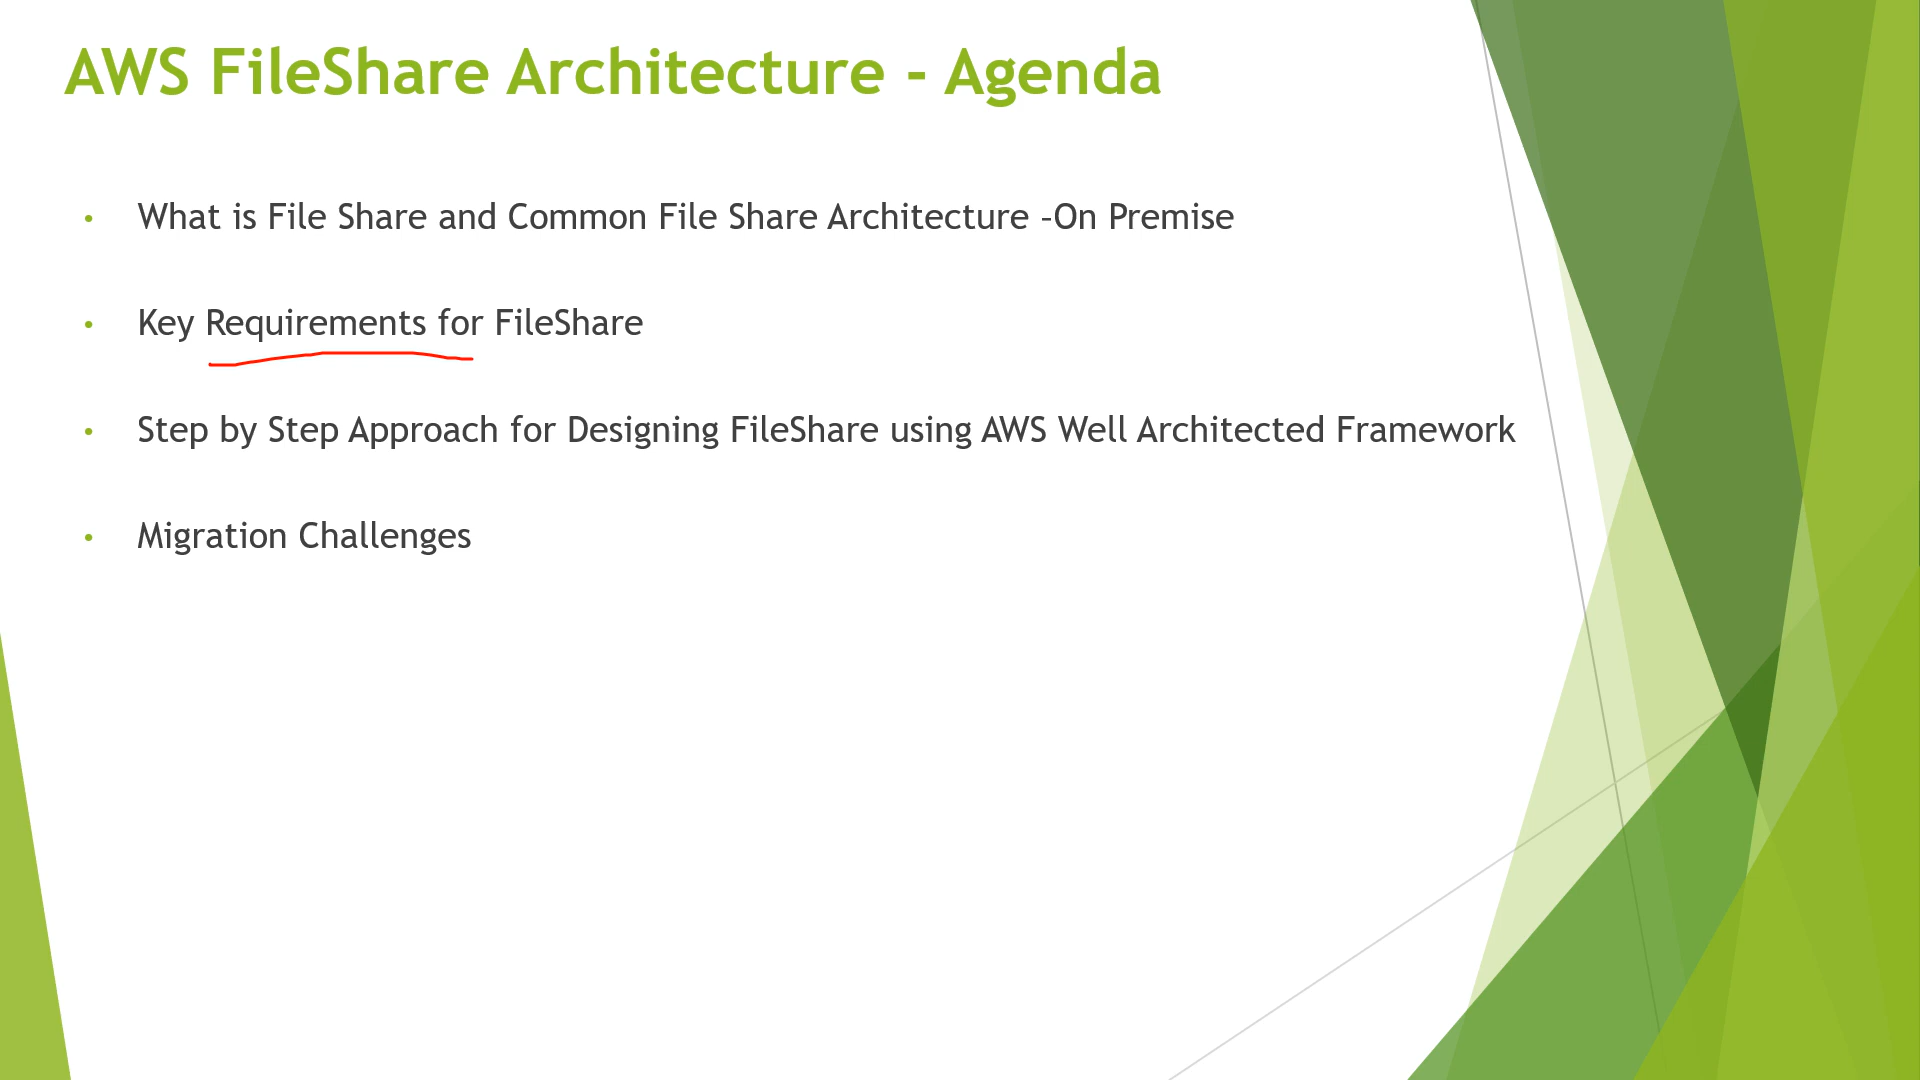 AWS FileShare Architecture - Agenda
• What is File Share and Common File Share Architecture –On Premise
• Key Requirements for FileShare
• Step by Step Approach for Designing FileShare using AWS Well Architected Framework
• Migration Challenges